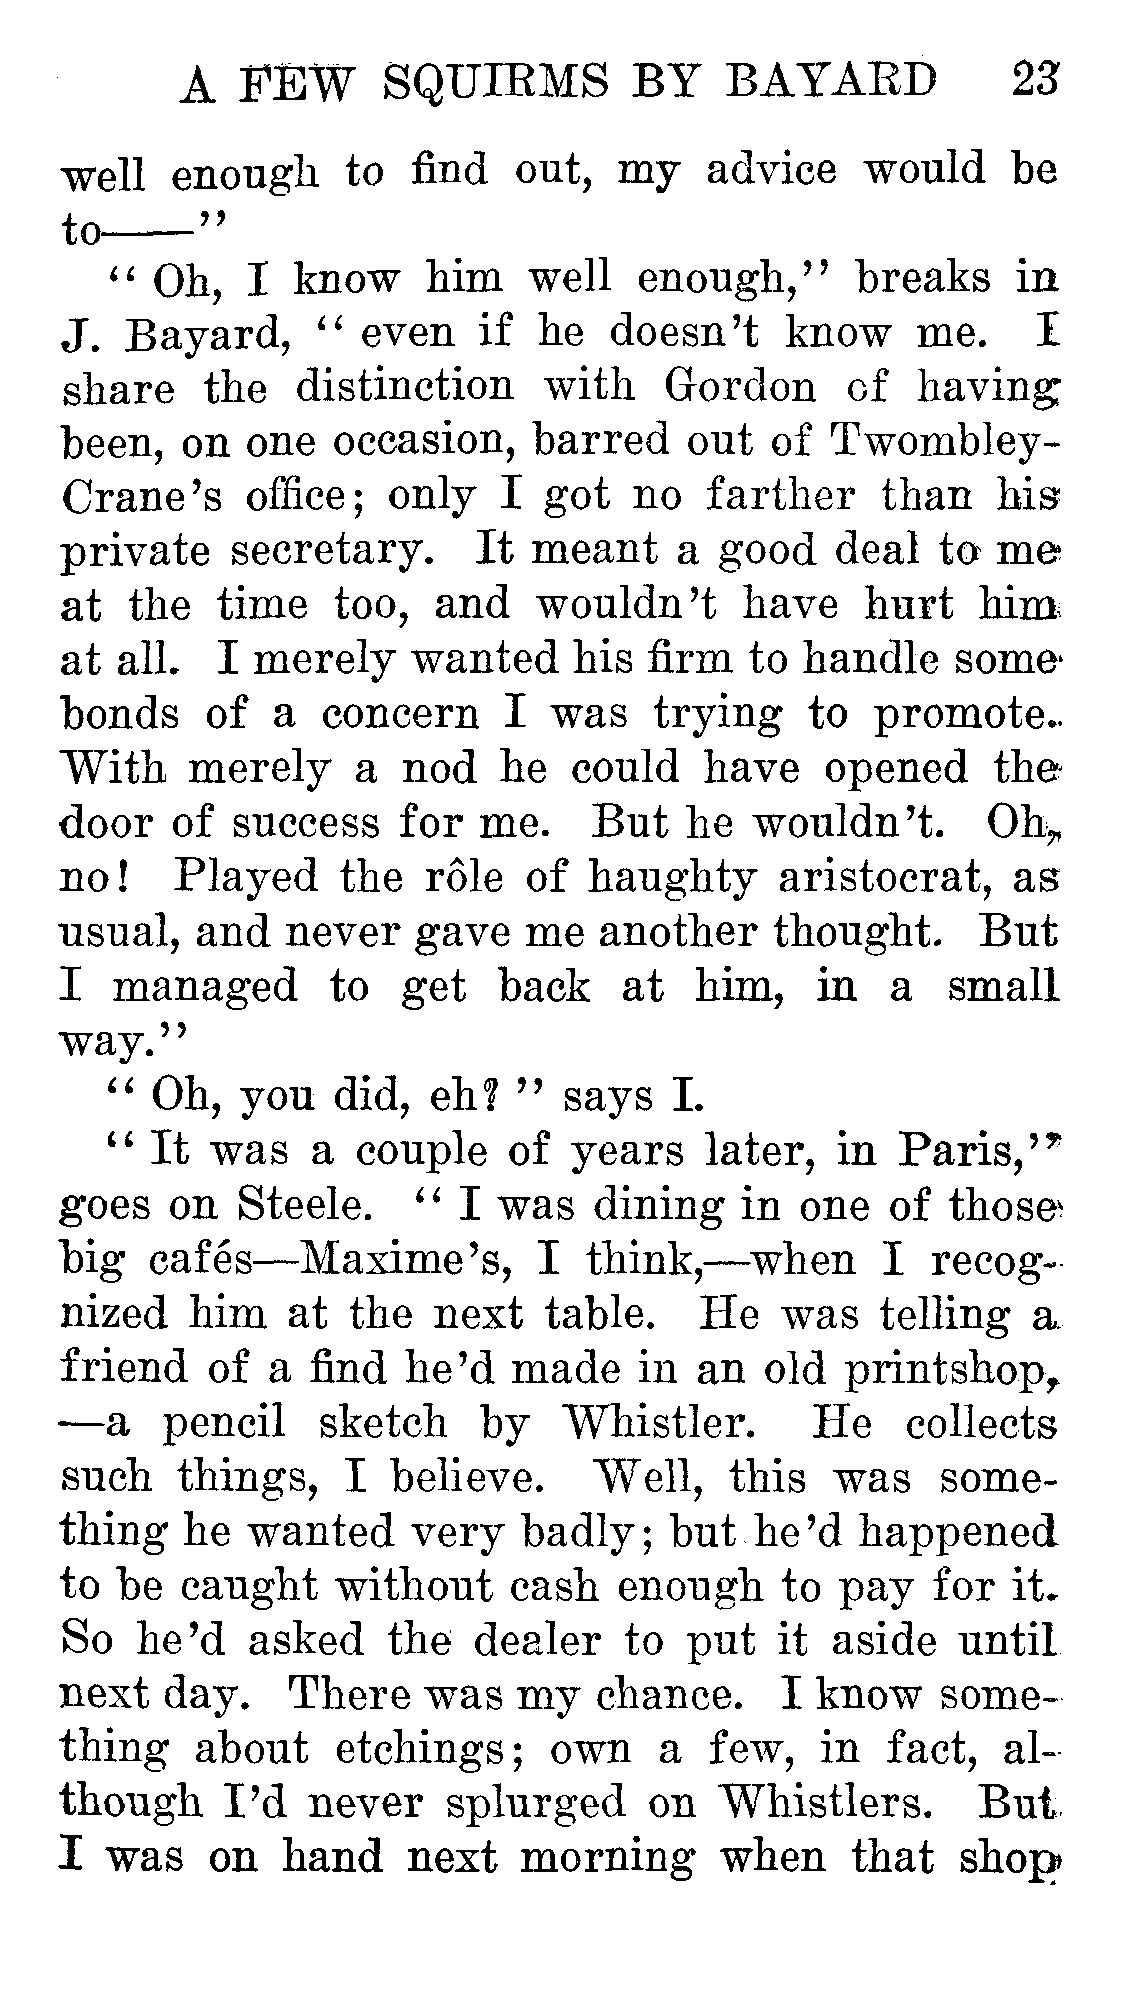 A FEW SQUIRMS BY BAYARD 23
well enough to find out, my advice would be
to——"
"Oh, I know him well enough," breaks in
J. Bayard, "even if he doesn't know me. I
share the distinction with Gordon of having
been, on one occasion, barred out of Twombley-
Crane's office; only I got no farther than his
private secretary. It meant a good deal to me
at the time too, and wouldn't have hurt him
at all. I merely wanted his firm to handle some
bonds of a concern I was trying to promote.
With merely a nod he could have opened the
door of success for me. But he wouldn't. Oh,
no! Played the rôle of haughty aristocrat, as
usual, and never gave me another thought. But
I managed to get back at him, in a small
way."
"Oh, you did, eh?" says I.
"It was a couple of years later, in Paris,"
goes on Steele. "I was dining in one of those
big cafés—Maxime's, I think,—when I recog-
nized him at the next table. He was telling a
friend of a find he'd made in an old printshop,
—a pencil sketch by Whistler. He collects
such things, I believe. Well, this was some-
thing he wanted very badly; but he'd happened
to be caught without cash enough to pay for it.
So he'd asked the dealer to put it aside until
next day. There was my chance. I know some-
thing about etchings; own a few, in fact, al-
though I'd never splurged on Whistlers. But
I was on hand next morning when that shop